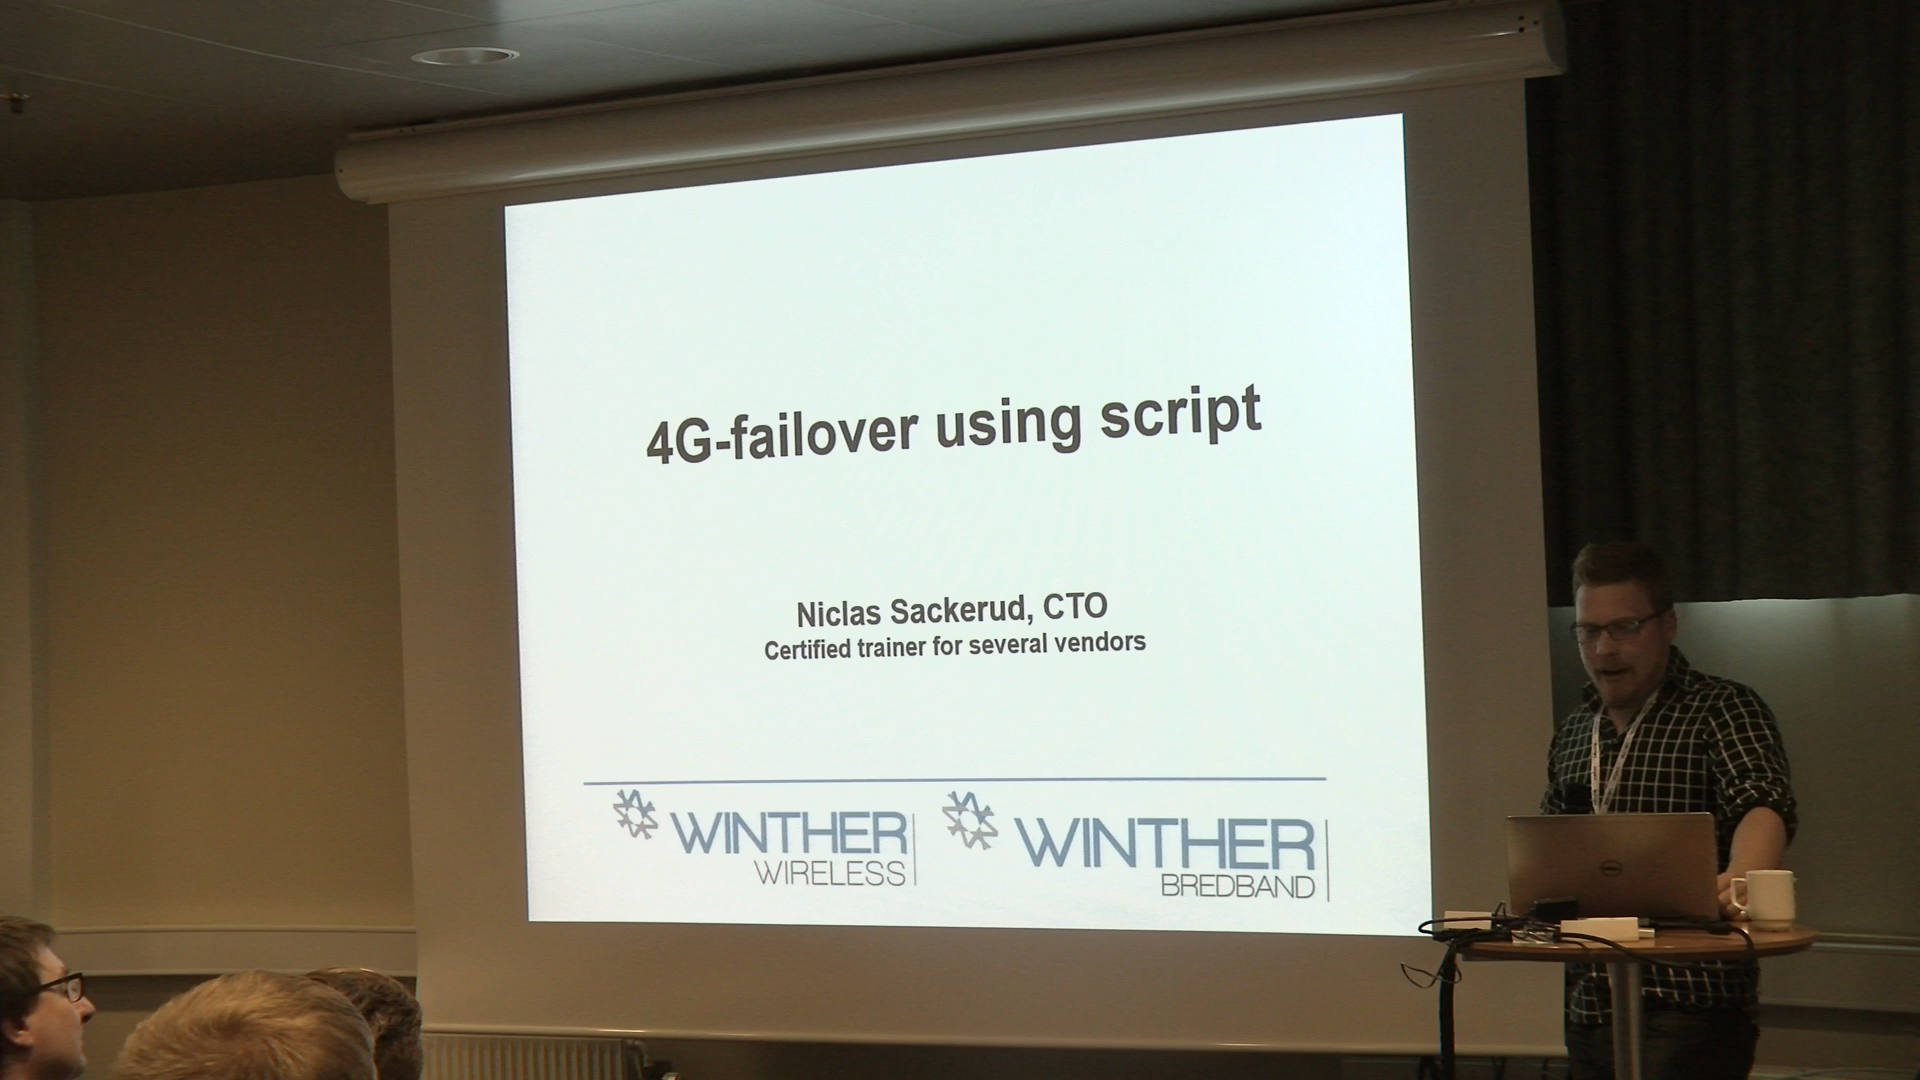 4G-failover using script
Niclas Sackerud, CTO
Certified trainer for several vendors
WINTHER
WIRELESS
WINTHER
BREDBAND